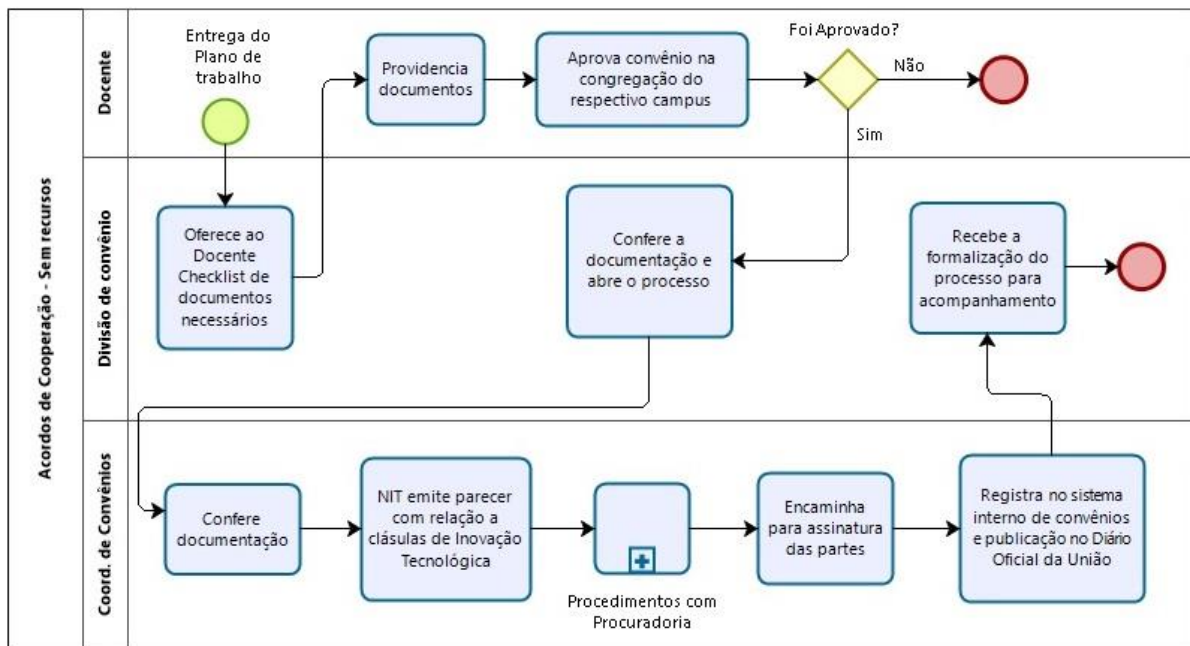 Acordos de Cooperação - Sem recursos
Docente
Entrega do
Plano de
trabalho
Providencia
documentos
Aprova convênio na
congregação do
respectivo campus
Foi Aprovado?
Não
Sim
Divisão de convênio
Oferece ao
Docente
Checklist de
documentos
necessários
Confere a
documentação e
abre o processo
Recebe a
formalização do
processo para
acompanhamento
Coord. de Convênios
Confere
documentação
NIT emite parecer
com relação a
clásulas de Inovação
Tecnológica
Procedimentos com
Procuradoria
Encaminha
para assinatura
das partes
Registra no sistema
interno de convênios
e publicação no Diário
Oficial da União